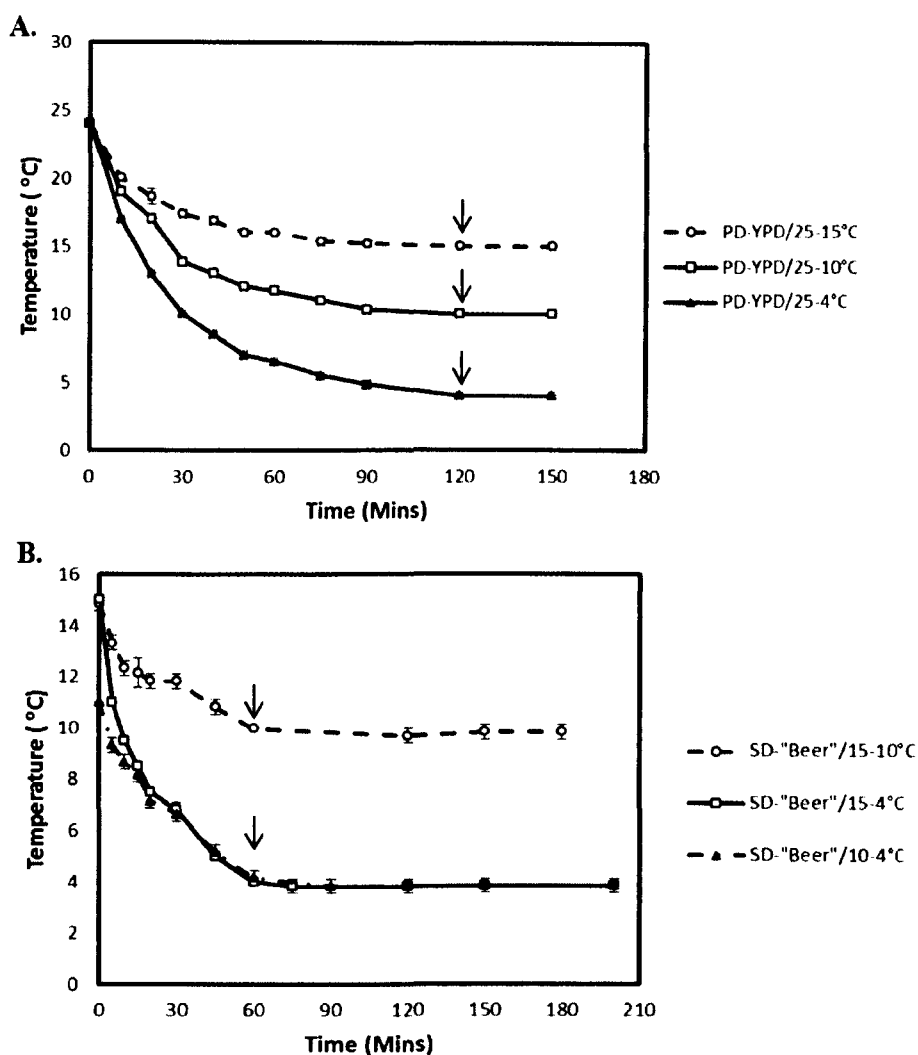 A.
30
25
20
15
10
5
0
Temperature ( °C)
0 30 60 90 120 150 180
Time (Mins)
PD-YPD/25-15°C
PD-YPD/25-10°C
PD-YPD/25-4°C
B.
16
14
12
10
8
6
4
2
0
Temperature ( °C)
0 30 60 90 120 150 180 210
Time (Mins)
SD-"Beer"/15-10°C
SD-"Beer"/15-4°C
SD-"Beer"/10-4°C